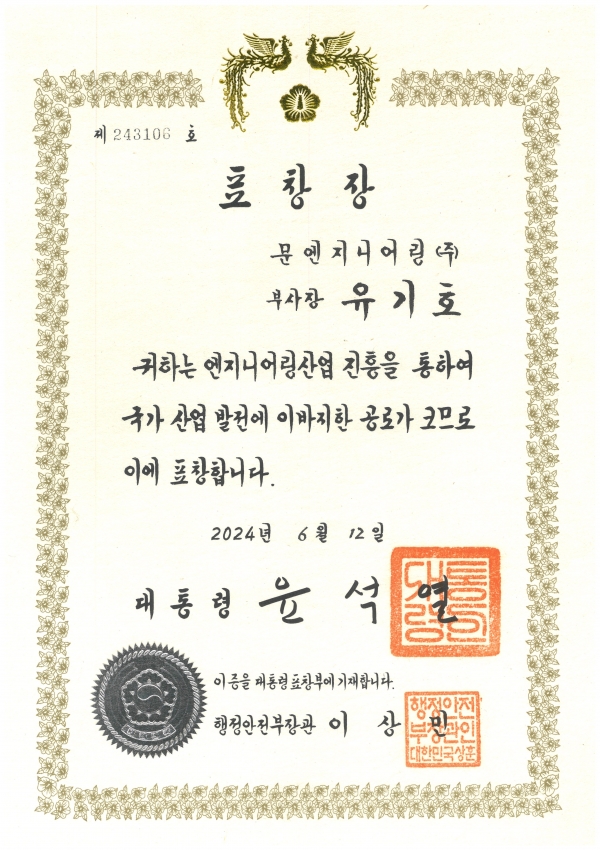 제 243106 호
표창장
문엔지니어링(주)
부사장 유기호
귀하는 엔지니어링산업 진흥을 통하여
국가 산업 발전에 이바지한 공로가 크므로
이에 표창합니다.
2024년 6월 12일
대통령 윤석열
대통령의인
이 증을 대통령표창부에 기재합니다.
행정안전부장관 이상민
행정안전
부장관인
대한민국상훈